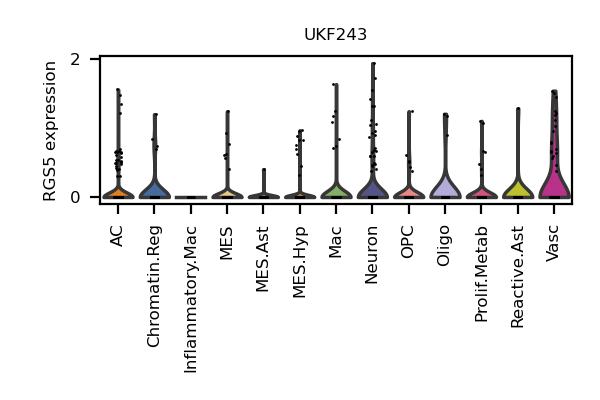 UKF243
RGS5 expression
2
0
AC
Chromatin.Reg
Inflammatory.Mac
MES
MES.Ast
MES.Hyp
Mac
Neuron
OPC
Oligo
Prolif.Metab
Reactive.Ast
Vasc